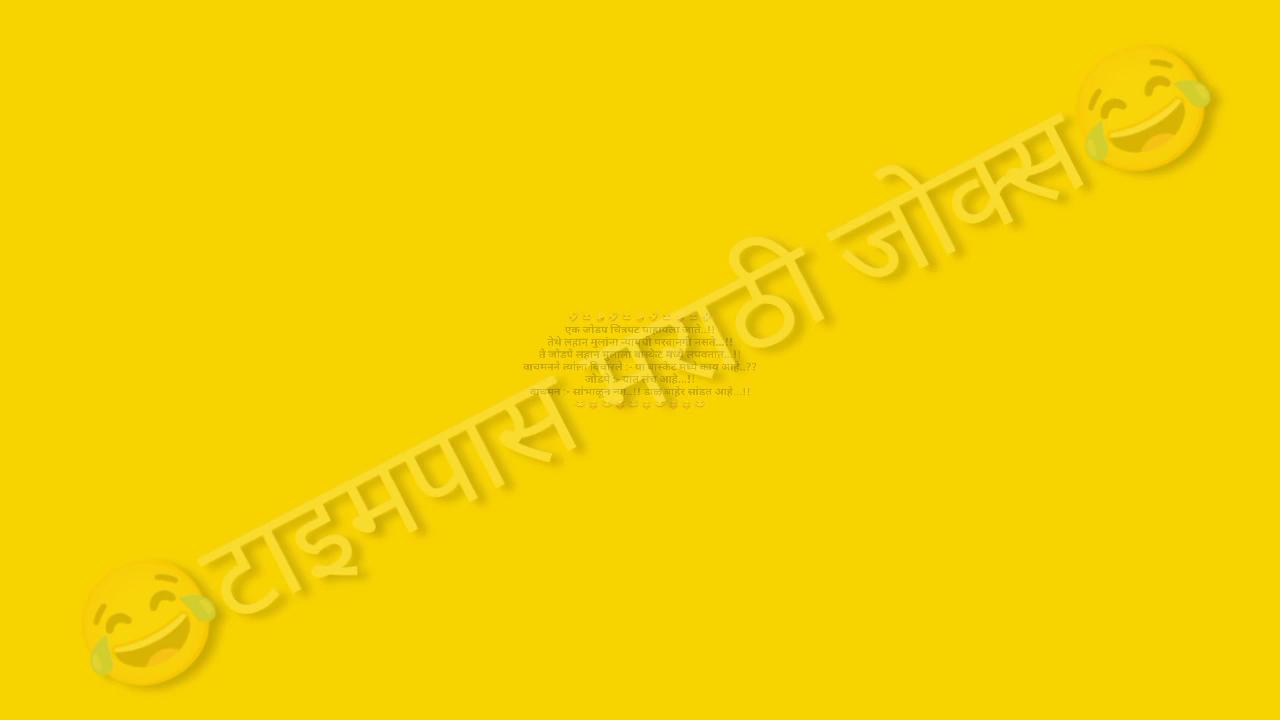 एक जोडपं चित्रपट पाहायला जाते..!!
तेथे लहान मुलांना न्यायची परवानगी नसते...!!
ते जोडपे लहान मुलाला बास्केट मध्ये लपवतात...!!
वाचमनने त्यांना विचारले :- या बास्केट मध्ये काय आहे..??
जोडपे :- यात लंच आहे...!!
वाचमन :- सांभाळून न्या..!! डाळ बाहेर सांडत आहे...!!
😂टाइमपास मराठी जोक्स😂